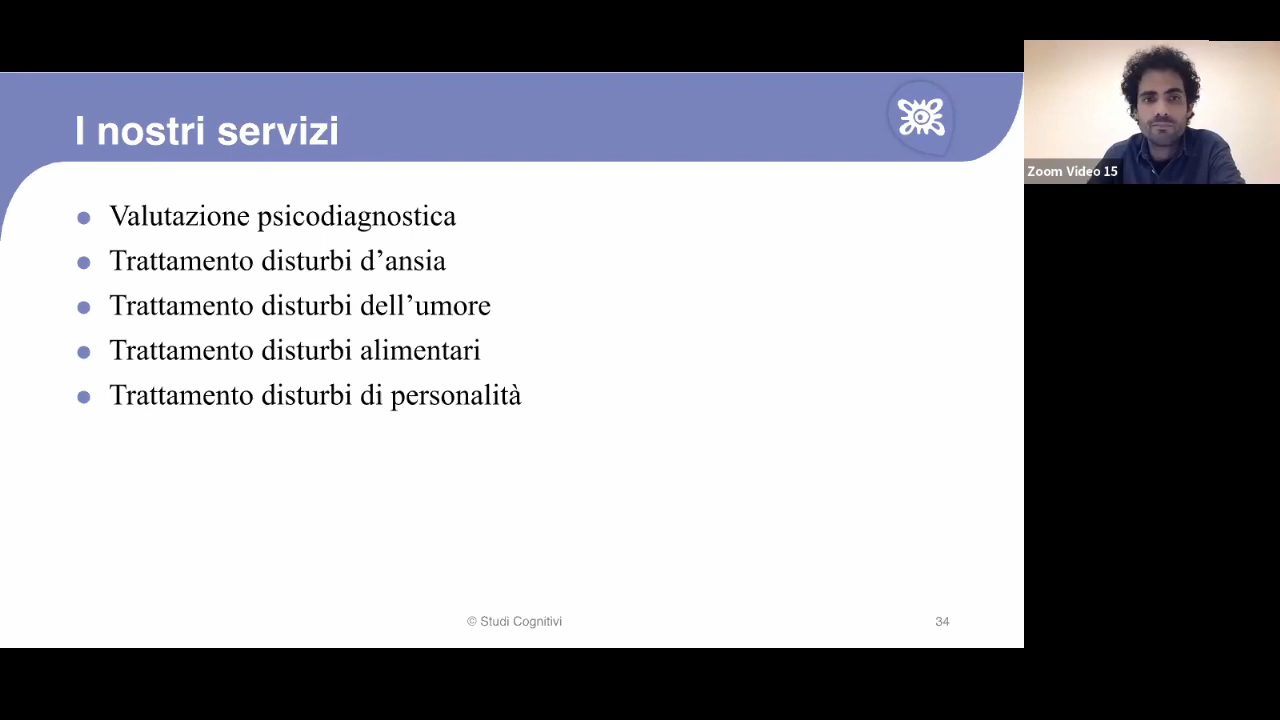 I nostri servizi
Zoom Video 15
Valutazione psicodiagnostica
Trattamento disturbi d’ansia
Trattamento disturbi dell’umore
Trattamento disturbi alimentari
Trattamento disturbi di personalità
© Studi Cognitivi
34